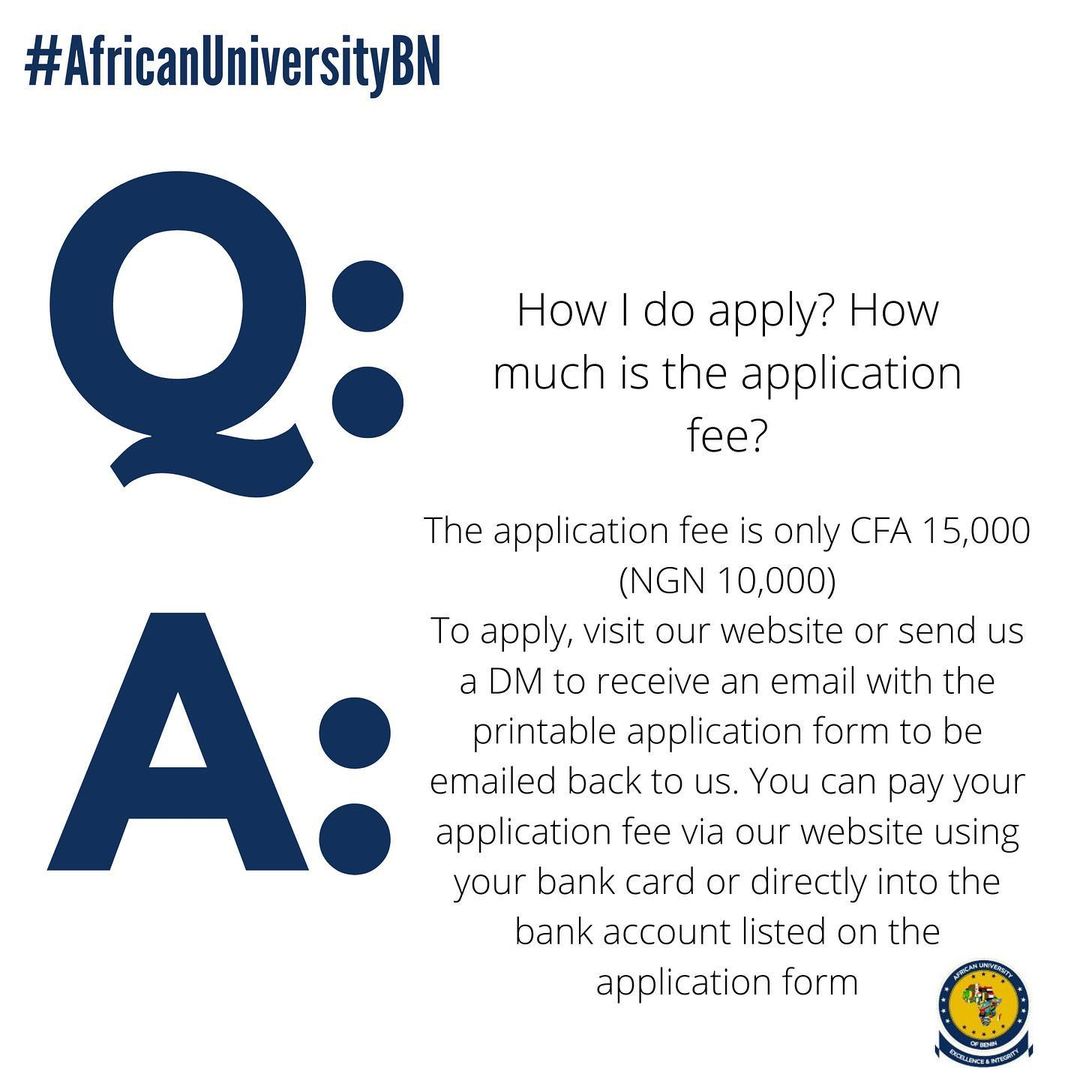 #AfricanUniversityBN
Q:
How I do apply? How
much is the application
fee?
A:
The application fee is only CFA 15,000
(NGN 10,000)
To apply, visit our website or send us
a DM to receive an email with the
printable application form to be
emailed back to us. You can pay your
application fee via our website using
your bank card or directly into the
bank account listed on the
application form
AFRICAN UNIVERSITY
OF BENIN
EXCELLENCE & INTEGRITY